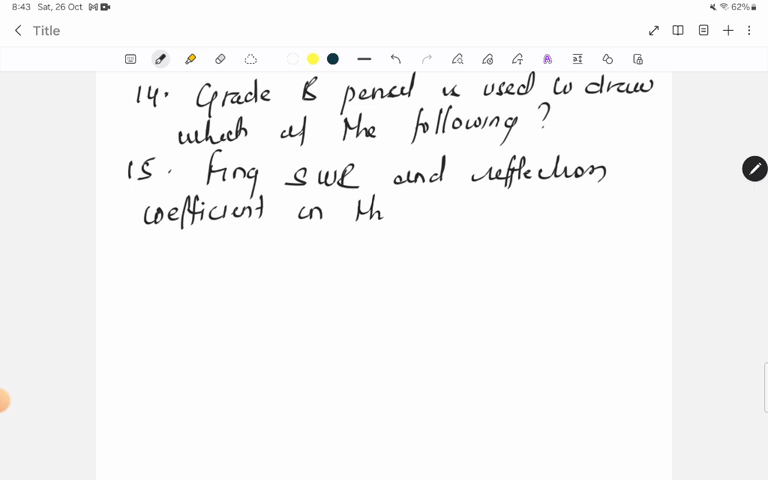 8:43 Sat, 26 Oct 62%
Title
14. Grade B pencil is used to draw
which of the following ?
15. Fing SWR and reflection
coefficient in th